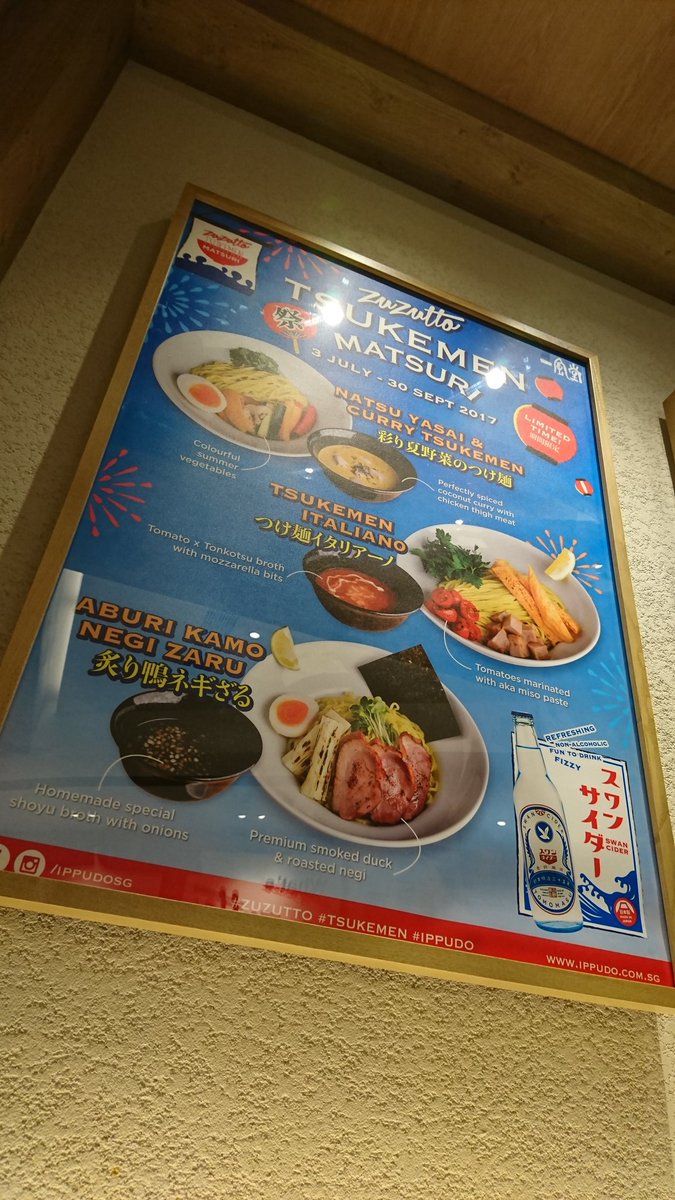 zuzutto
MATSURI
zuzutto
祭
TSUKEMEN
MATSURI
3 JULY - 30 SEPT 2017
一風堂
LIMITED
TIME!
期間限定
NATSU YASAI &
CURRY TSUKEMEN
彩り夏野菜のつけ麺
Colourful
summer
vegetables
Perfectly spiced
coconut curry with
chicken thigh meat
TSUKEMEN
ITALIANO
つけ麺イタリアーノ
Tomato x Tonkotsu broth
with mozzarella bits
Tomatoes marinated
with aka miso paste
ABURI KAMO
NEGI ZARU
炙り鴨ネギざる
Homemade special
shoyu broth with onions
Premium smoked duck
& roasted negi
REFRESHING
NON-ALCOHOLIC
FUN TO DRINK
FIZZY
スワン
サイダー
SWAN
CIDER
/IPPUDOSG
#ZUZUTTO #TSUKEMEN #IPPUDO
WWW.IPPUDO.COM.SG